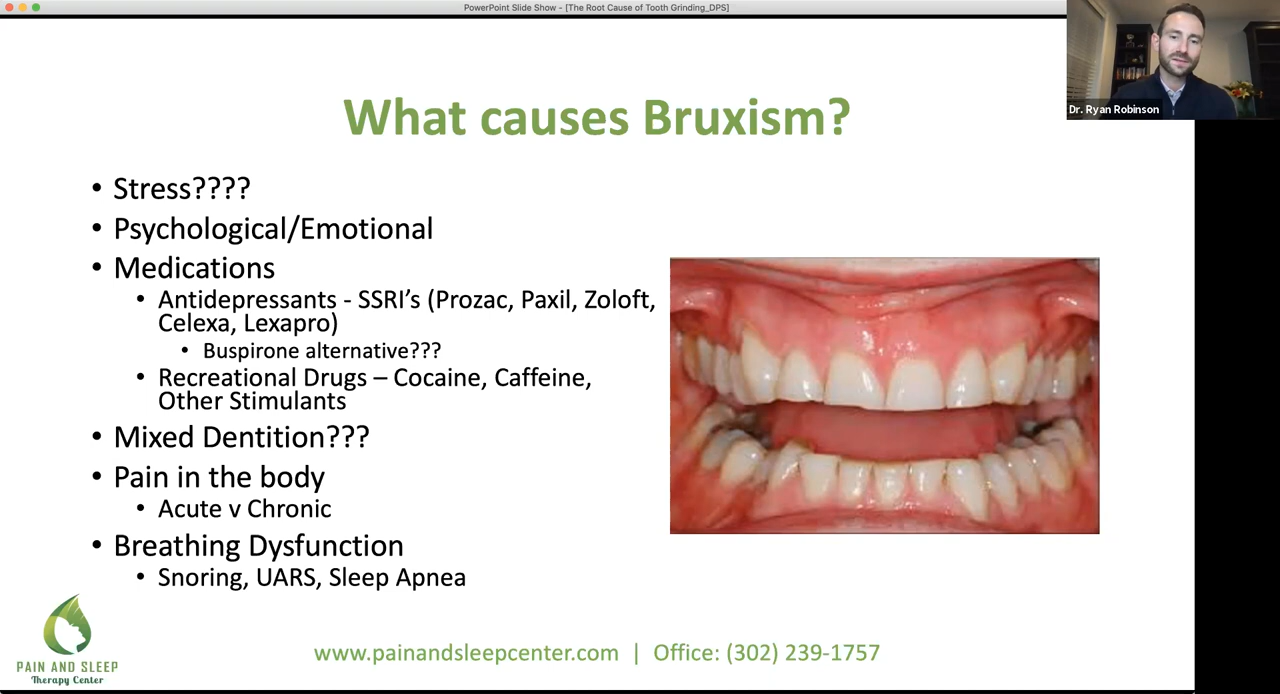 PowerPoint Slide Show - [The Root Cause of Tooth Grinding_DPS]
Dr. Ryan Robinson
What causes Bruxism?
• Stress????
• Psychological/Emotional
• Medications
• Antidepressants - SSRI’s (Prozac, Paxil, Zoloft,
Celexa, Lexapro)
• Buspirone alternative???
• Recreational Drugs – Cocaine, Caffeine,
Other Stimulants
• Mixed Dentition???
• Pain in the body
• Acute v Chronic
• Breathing Dysfunction
• Snoring, UARS, Sleep Apnea
PAIN AND SLEEP
Therapy Center
www.painandsleepcenter.com | Office: (302) 239-1757